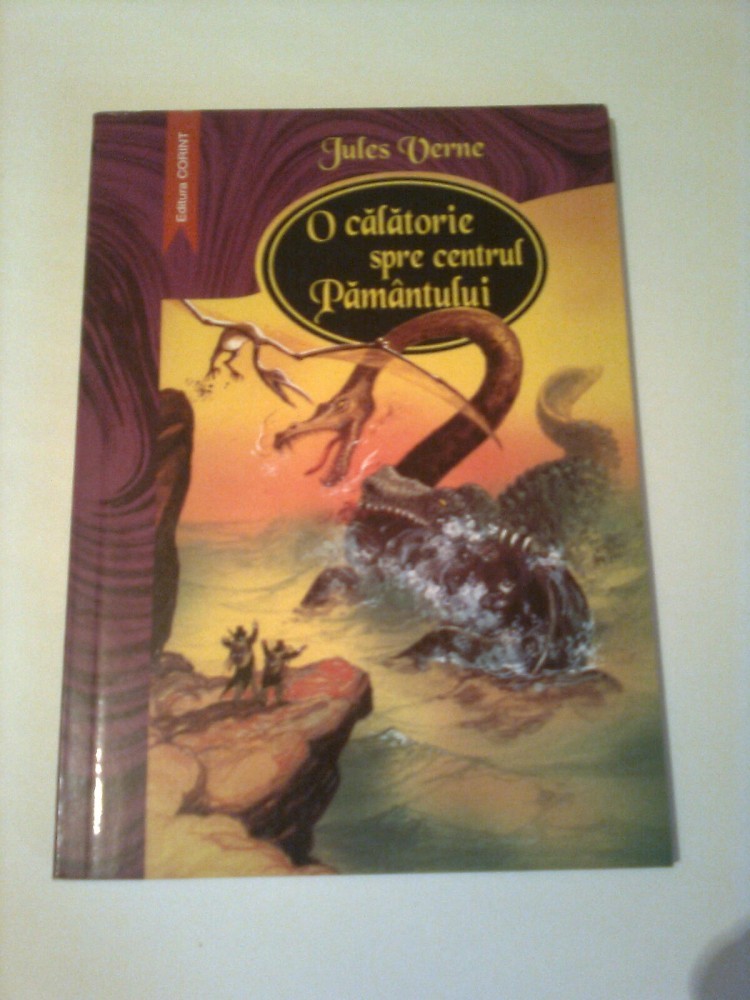 Editura CORINT
Jules Verne
O călătorie
spre centrul
Pământului